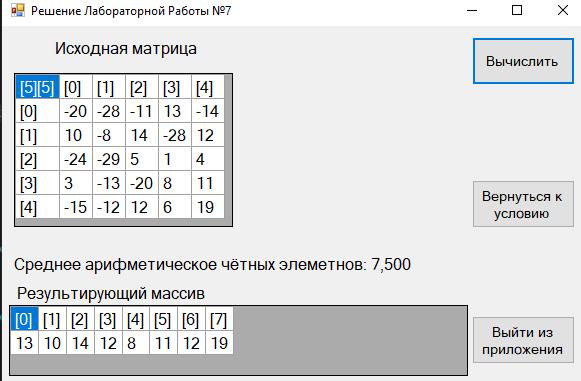 Решение Лабораторной Работы №7
Исходная матрица
Вычислить
[5][5] [0] [1] [2] [3] [4]
[0] -20 -28 -11 13 -14
[1] 10 -8 14 -28 12
[2] -24 -29 5 1 4
[3] 3 -13 -20 8 11
[4] -15 -12 12 6 19
Вернуться к
условию
Среднее арифметическое чётных элеметнов: 7,500
Результирующий массив
[0] [1] [2] [3] [4] [5] [6] [7]
13 10 14 12 8 11 12 19
Выйти из
приложения